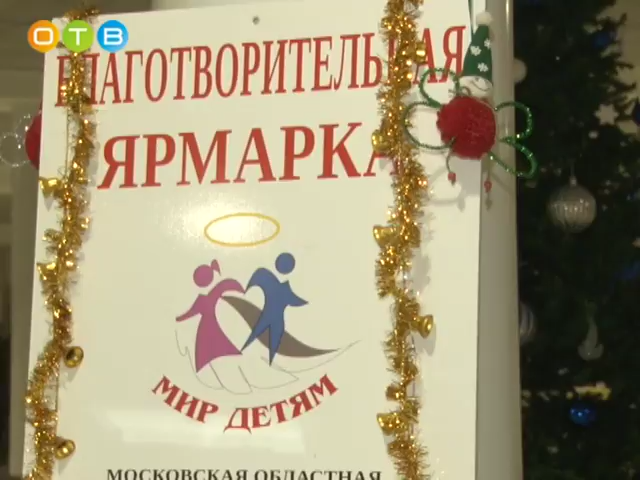 ОТВ
БЛАГОТВОРИТЕЛЬНАЯ
ЯРМАРКА
МИР ДЕТЯМ
МОСКОВСКАЯ ОБЛАСТНАЯ